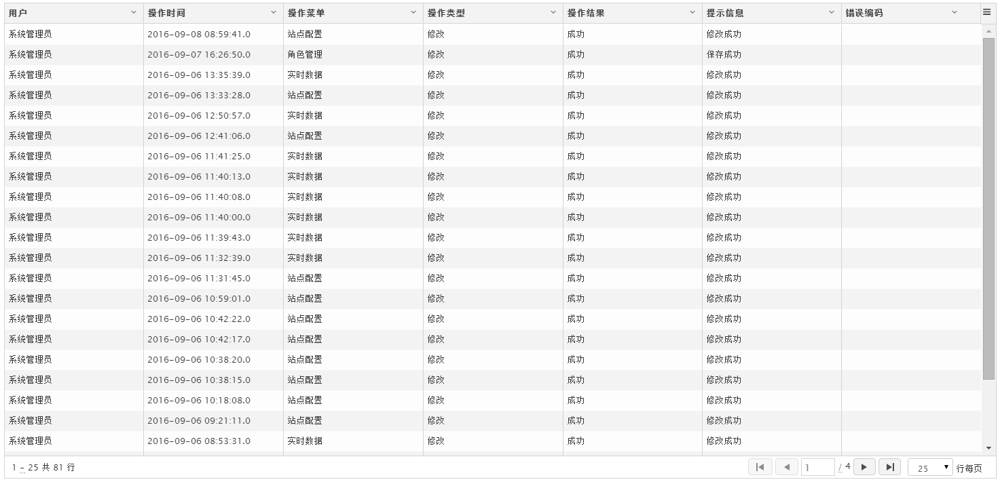 用户 操作时间 操作菜单 操作类型 操作结果 提示信息 错误编码
系统管理员 2016-09-08 08:59:41.0 站点配置 修改 成功 修改成功
系统管理员 2016-09-07 16:26:50.0 角色管理 修改 成功 保存成功
系统管理员 2016-09-06 13:35:39.0 实时数据 修改 成功 修改成功
系统管理员 2016-09-06 13:33:28.0 站点配置 修改 成功 修改成功
系统管理员 2016-09-06 12:50:57.0 实时数据 修改 成功 修改成功
系统管理员 2016-09-06 12:41:06.0 站点配置 修改 成功 修改成功
系统管理员 2016-09-06 11:41:25.0 实时数据 修改 成功 修改成功
系统管理员 2016-09-06 11:40:13.0 实时数据 修改 成功 修改成功
系统管理员 2016-09-06 11:40:08.0 实时数据 修改 成功 修改成功
系统管理员 2016-09-06 11:40:00.0 实时数据 修改 成功 修改成功
系统管理员 2016-09-06 11:39:43.0 实时数据 修改 成功 修改成功
系统管理员 2016-09-06 11:32:39.0 实时数据 修改 成功 修改成功
系统管理员 2016-09-06 11:31:45.0 站点配置 修改 成功 修改成功
系统管理员 2016-09-06 10:59:01.0 站点配置 修改 成功 修改成功
系统管理员 2016-09-06 10:42:22.0 站点配置 修改 成功 修改成功
系统管理员 2016-09-06 10:42:17.0 站点配置 修改 成功 修改成功
系统管理员 2016-09-06 10:38:20.0 站点配置 修改 成功 修改成功
系统管理员 2016-09-06 10:38:15.0 站点配置 修改 成功 修改成功
系统管理员 2016-09-06 10:18:08.0 站点配置 修改 成功 修改成功
系统管理员 2016-09-06 09:21:11.0 站点配置 修改 成功 修改成功
系统管理员 2016-09-06 08:53:31.0 实时数据 修改 成功 修改成功
1 - 25 共 81 行 1 / 4 25 行每页